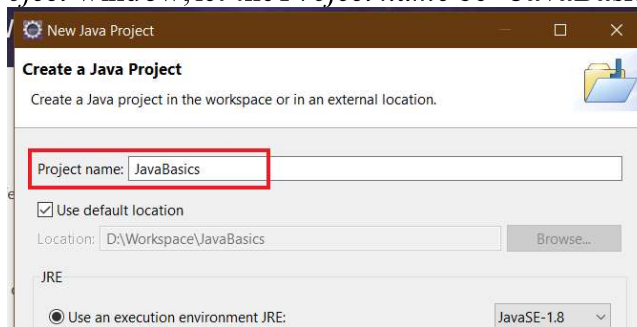 New Java Project
Create a Java Project
Create a Java project in the workspace or in an external location.
Project name: JavaBasics
Use default location
Location: D:\Workspace\JavaBasics Browse...
JRE
Use an execution environment JRE: JavaSE-1.8